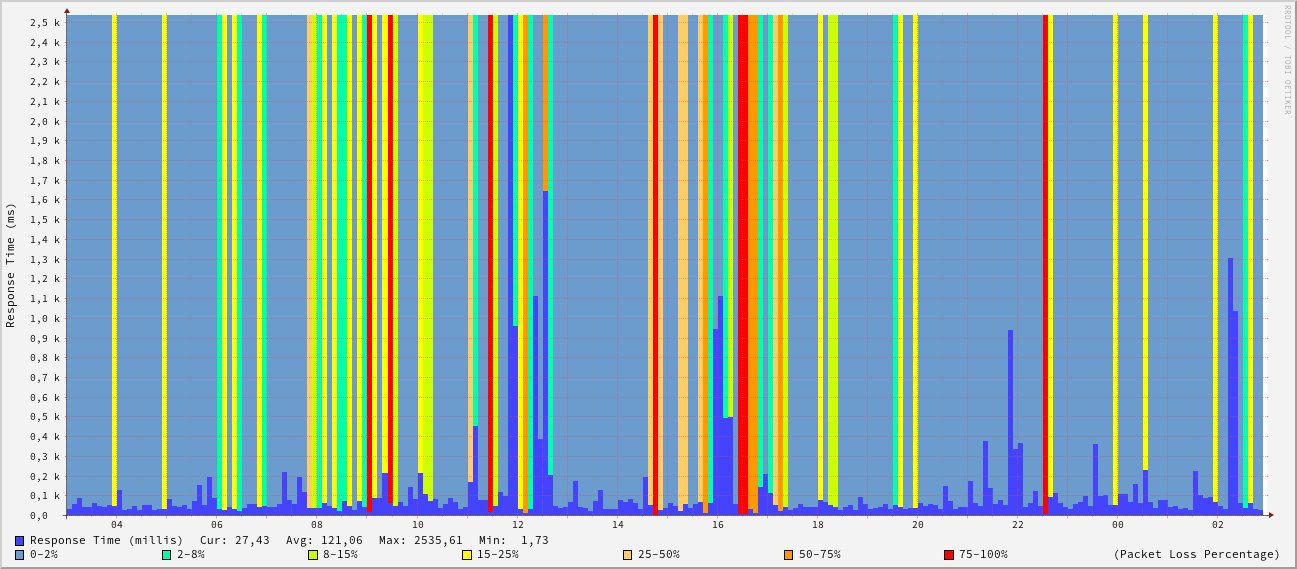 RRDTOOL / TOBI OETIKER
Response Time (ms)
2,5 k
2,4 k
2,3 k
2,2 k
2,1 k
2,0 k
1,9 k
1,8 k
1,7 k
1,6 k
1,5 k
1,4 k
1,3 k
1,2 k
1,1 k
1,0 k
0,9 k
0,8 k
0,7 k
0,6 k
0,5 k
0,4 k
0,3 k
0,2 k
0,1 k
0,0
04 06 08 10 12 14 16 18 20 22 00 02
Response Time (millis) Cur: 27,43 Avg: 121,06 Max: 2535,61 Min: 1,73
0-2% 2-8% 8-15% 15-25% 25-50% 50-75% 75-100% (Packet Loss Percentage)